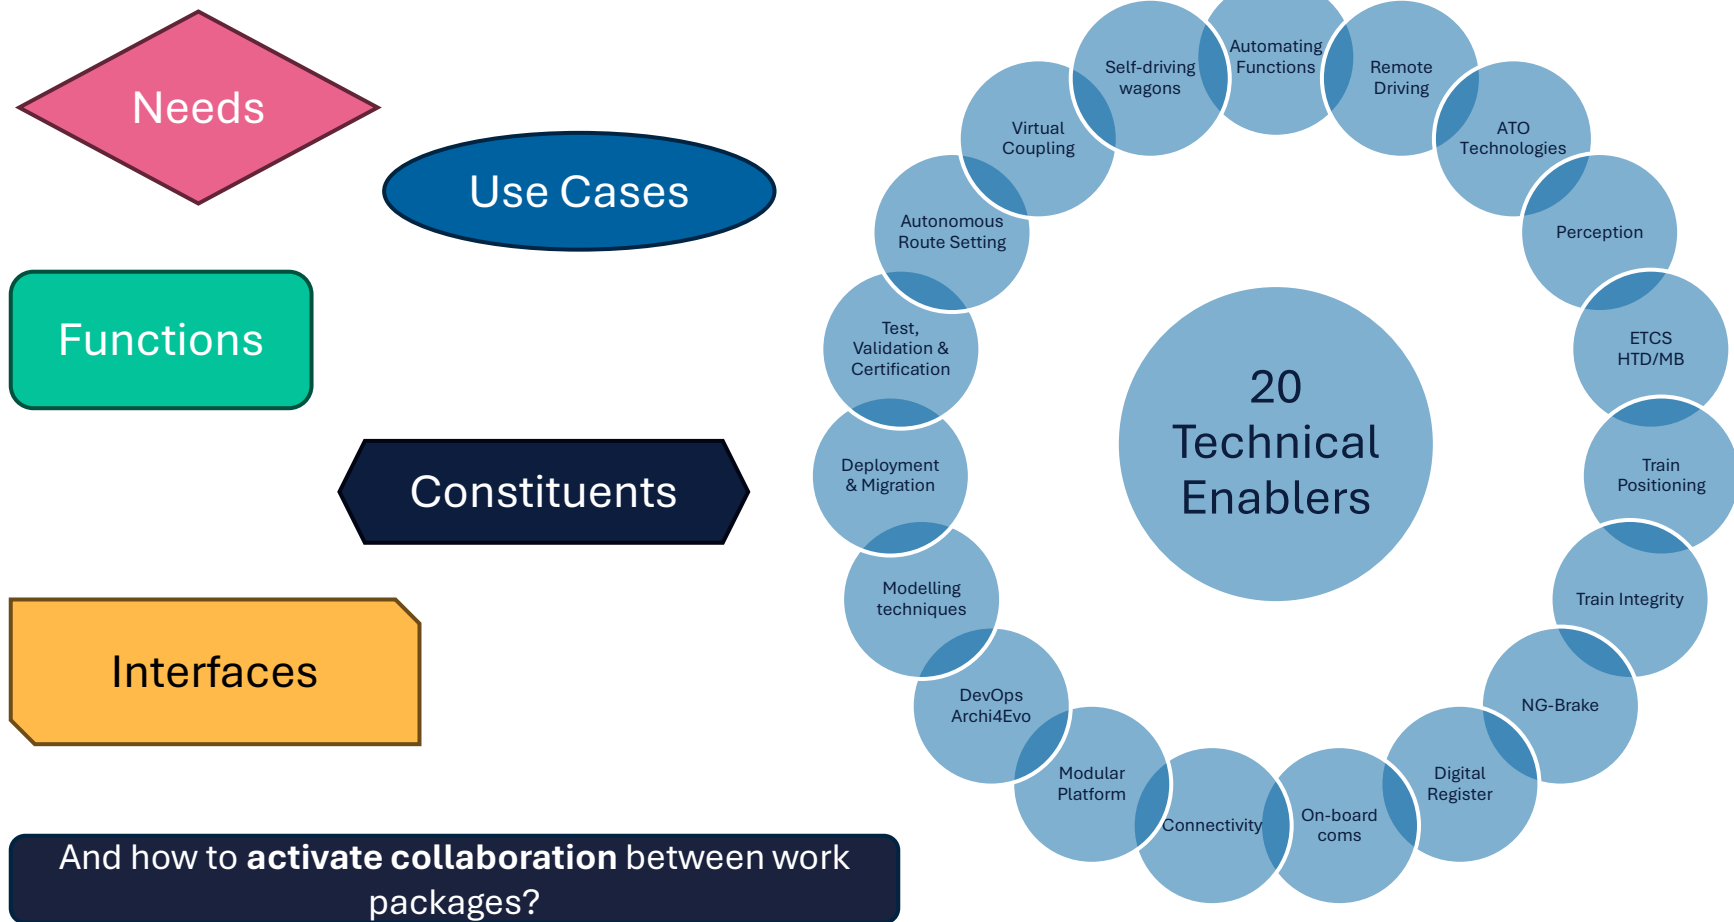 Needs
Use Cases
Functions
Constituents
Interfaces
And how to activate collaboration between work
packages?
20
Technical
Enablers
Automating
Functions
Remote
Driving
ATO
Technologies
Perception
ETCS
HTD/MB
Train
Positioning
Train Integrity
NG-Brake
Digital
Register
On-board
coms
Connectivity
Modular
Platform
DevOps
Archi4Evo
Modelling
techniques
Deployment
& Migration
Test,
Validation &
Certification
Autonomous
Route Setting
Virtual
Coupling
Self-driving
wagons